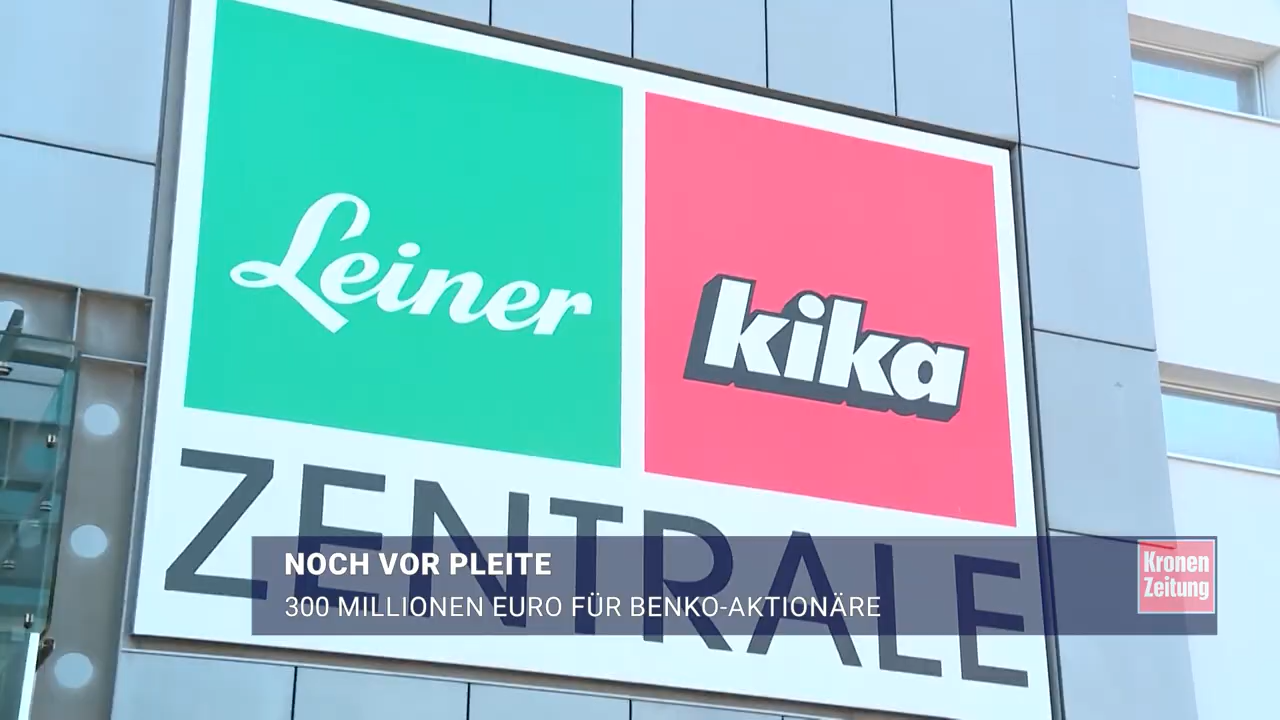 Leiner
kika
ZENTRALE
NOCH VOR PLEITE
300 MILLIONEN EURO FÜR BENKO-AKTIONÄRE
Kronen
Zeitung